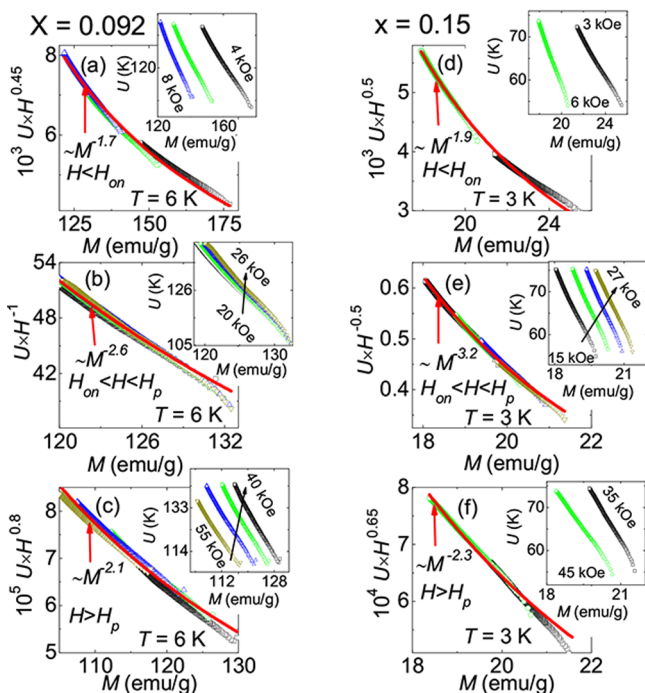 X = 0.092
x = 0.15
(a)
10³ U×H^0.45
8
6
125 150 175
M (emu/g)
~M^-1.7
H<H_on
T = 6 K
U (K)
120
120 160
M (emu/g)
8 kOe
4 kOe
(d)
10³ U×H^0.5
5
4
3
20 24
M (emu/g)
~ M^-1.9
H<H_on
T = 3 K
U (K)
70
60
20 25
M (emu/g)
3 kOe
6 kOe
(b)
U×H^-1
54
48
42
120 124 128 132
M (emu/g)
~M^-2.6
H_on<H<H_p
T = 6 K
U (K)
126
105
120 130
M (emu/g)
26 kOe
20 kOe
(e)
U×H^-0.5
0.6
0.5
0.4
18 20 22
M (emu/g)
~ M^-3.2
H_on<H<H_p
T = 3 K
U (K)
70
60
18 21
M (emu/g)
27 kOe
15 kOe
(c)
10⁵ U×H^0.8
8
7
6
5
110 120 130
M (emu/g)
~M^-2.1
H>H_p
T = 6 K
U (K)
133
114
112 128
M (emu/g)
40 kOe
55 kOe
(f)
10⁴ U×H^0.65
8
7
6
18 20 22
M (emu/g)
~M^-2.3
H>H_p
T = 3 K
U (K)
70
60
18 20 22
M (emu/g)
35 kOe
45 kOe